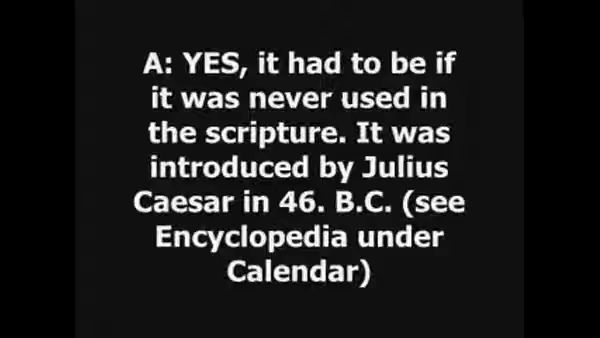 A: YES, it had to be if
it was never used in
the scripture. It was
introduced by Julius
Caesar in 46. B.C. (see
Encyclopedia under
Calendar)